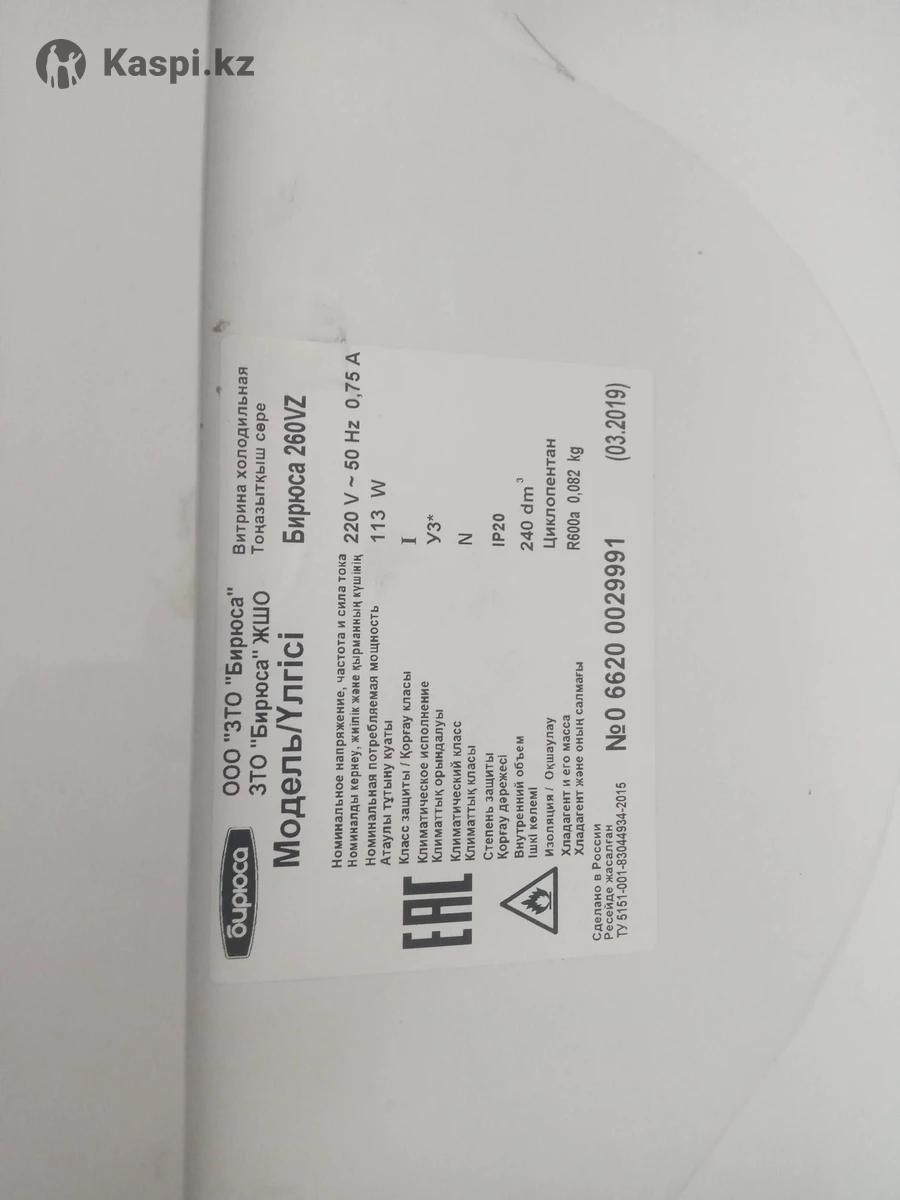 Kaspi.kz
бирюса
ООО "ЗТО "Бирюса"
ЗТО "Бирюса" ЖШО
Витрина холодильная
Тоңазытқыш сөре
Модель/Үлгісі Бирюса 260VZ
Номинальное напряжение, частота и сила тока
Номиналды кернеу, жиілік және қырманның күшінің
220 V ~ 50 Hz 0,75 A
Номинальная потребляемая мощность
Атаулы тұтыну қуаты
113 W
Класс защиты / Қорғау класы I
Климатическое исполнение
Климаттық орындалуы
У3*
Климатический класс
Климаттық класы
N
Степень защиты
Қорғау дәрежесі
IP20
Внутренний объем
Ішкі көлемі
240 dm³
Изоляция / Оқшаулау Циклопентан
Хладагент и его масса
Хладагент және оның салмағы
R600a 0,082 kg
EAC
Сделано в России
Ресейде жасалған
ТУ 5151-001-83044934-2015
№0 6620 0029991 (03.2019)